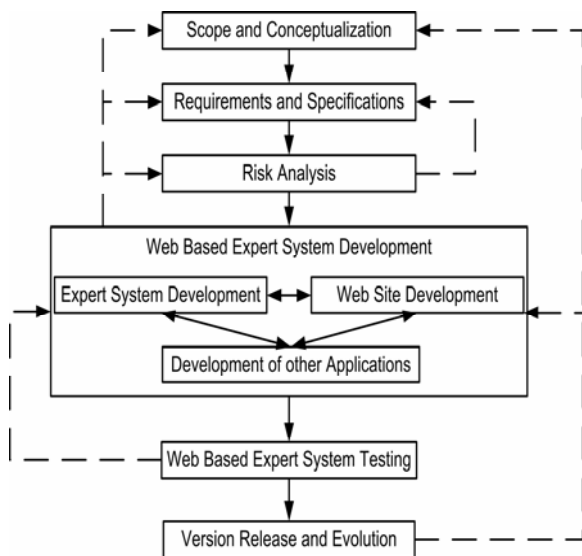 Scope and Conceptualization
Requirements and Specifications
Risk Analysis
Web Based Expert System Development
Expert System Development
Web Site Development
Development of other Applications
Web Based Expert System Testing
Version Release and Evolution